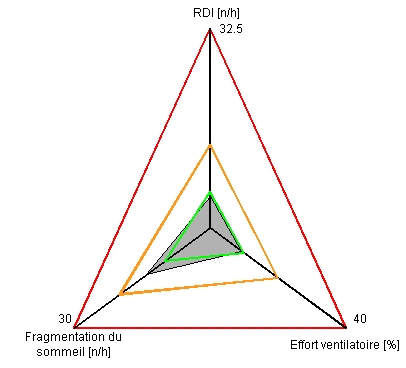 RDI [n/h]
32.5
30
40
Fragmentation du
sommeil [n/h]
Effort ventilatoire [%]